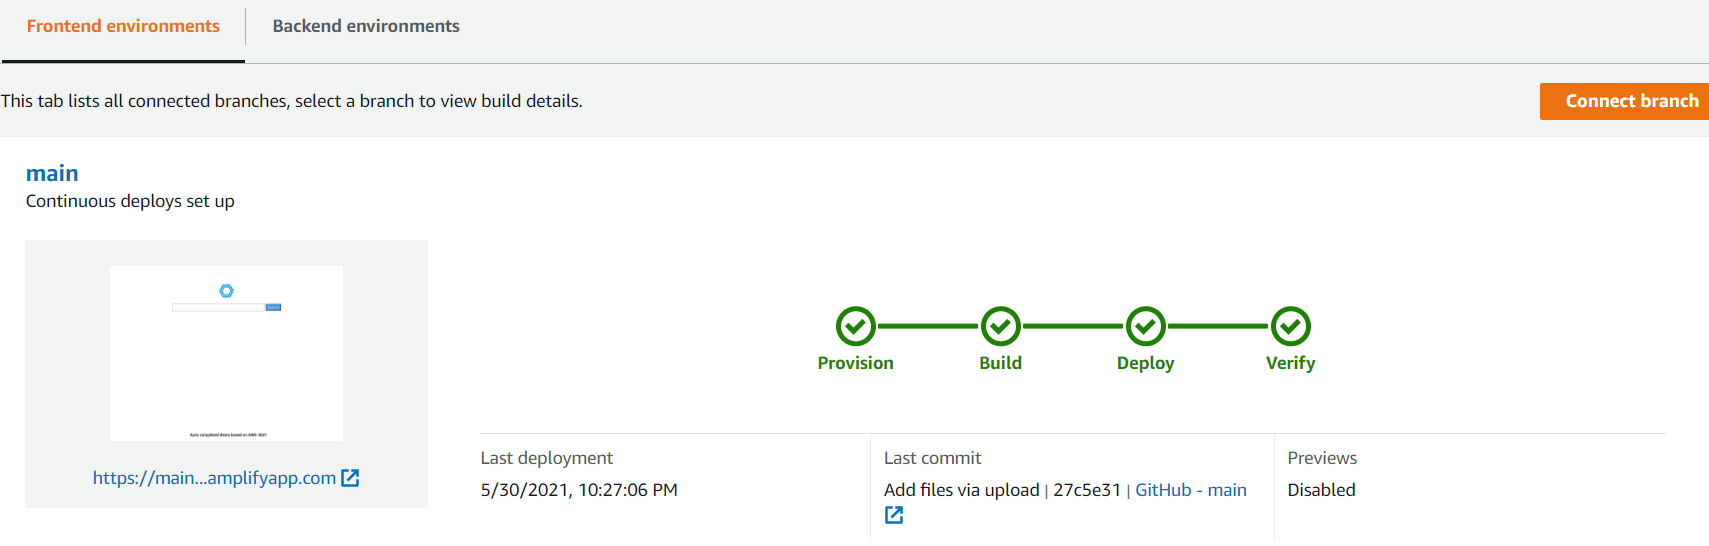 Frontend environments
Backend environments
This tab lists all connected branches, select a branch to view build details.
Connect branch
main
Continuous deploys set up
https://main...amplifyapp.com
Provision
Build
Deploy
Verify
Last deployment
5/30/2021, 10:27:06 PM
Last commit
Add files via upload | 27c5e31 | GitHub - main
Previews
Disabled